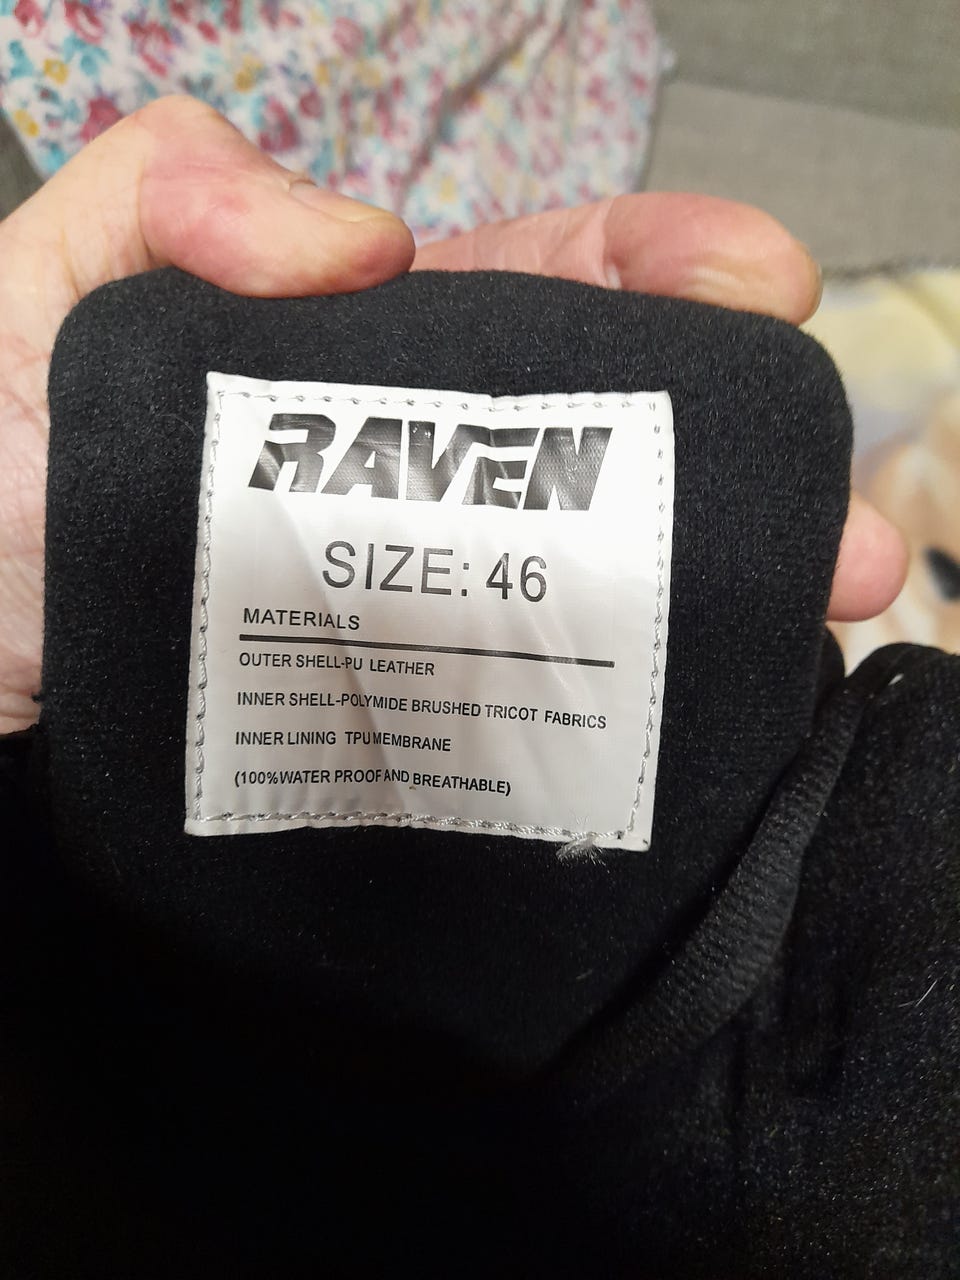 RAVEN
SIZE: 46
MATERIALS
OUTER SHELL-PU LEATHER
INNER SHELL-POLYMIDE BRUSHED TRICOT FABRICS
INNER LINING TPU MEMBRANE
(100%WATER PROOF AND BREATHABLE)